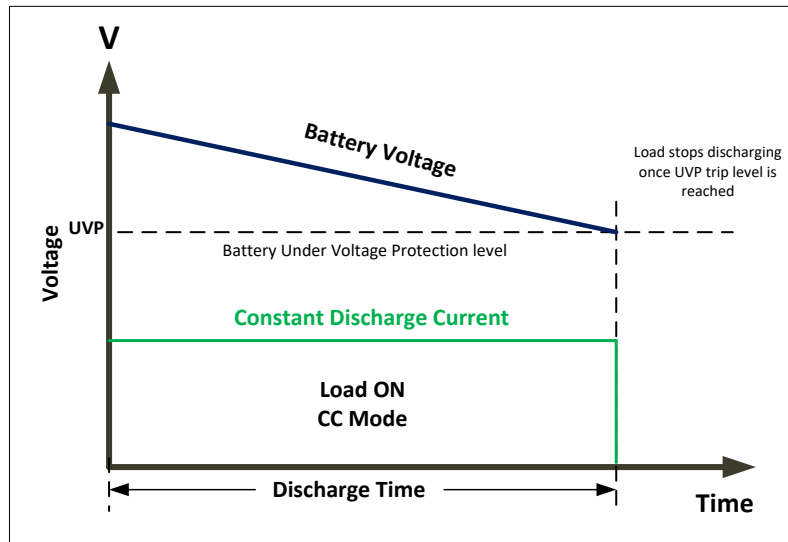 V
Battery Voltage
Load stops discharging
once UVP trip level is
reached
UVP
Battery Under Voltage Protection level
Voltage
Constant Discharge Current
Load ON
CC Mode
Discharge Time
Time